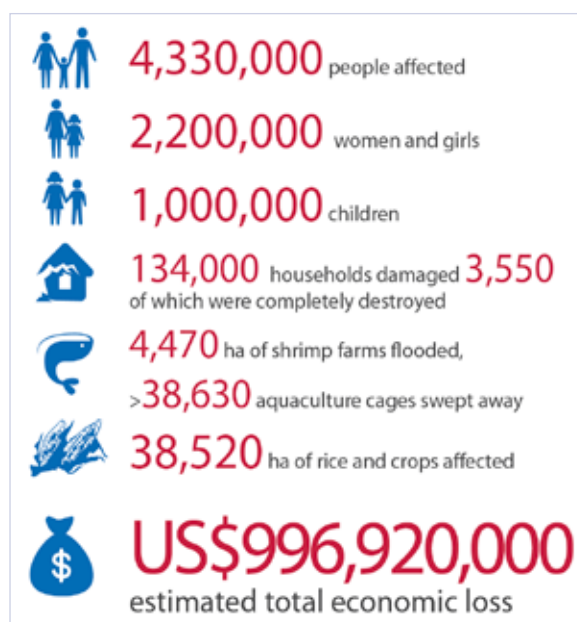 4,330,000 people affected
2,200,000 women and girls
1,000,000 children
134,000 households damaged 3,550
of which were completely destroyed
4,470 ha of shrimp farms flooded,
>38,630 aquaculture cages swept away
38,520 ha of rice and crops affected
$
US$996,920,000
estimated total economic loss